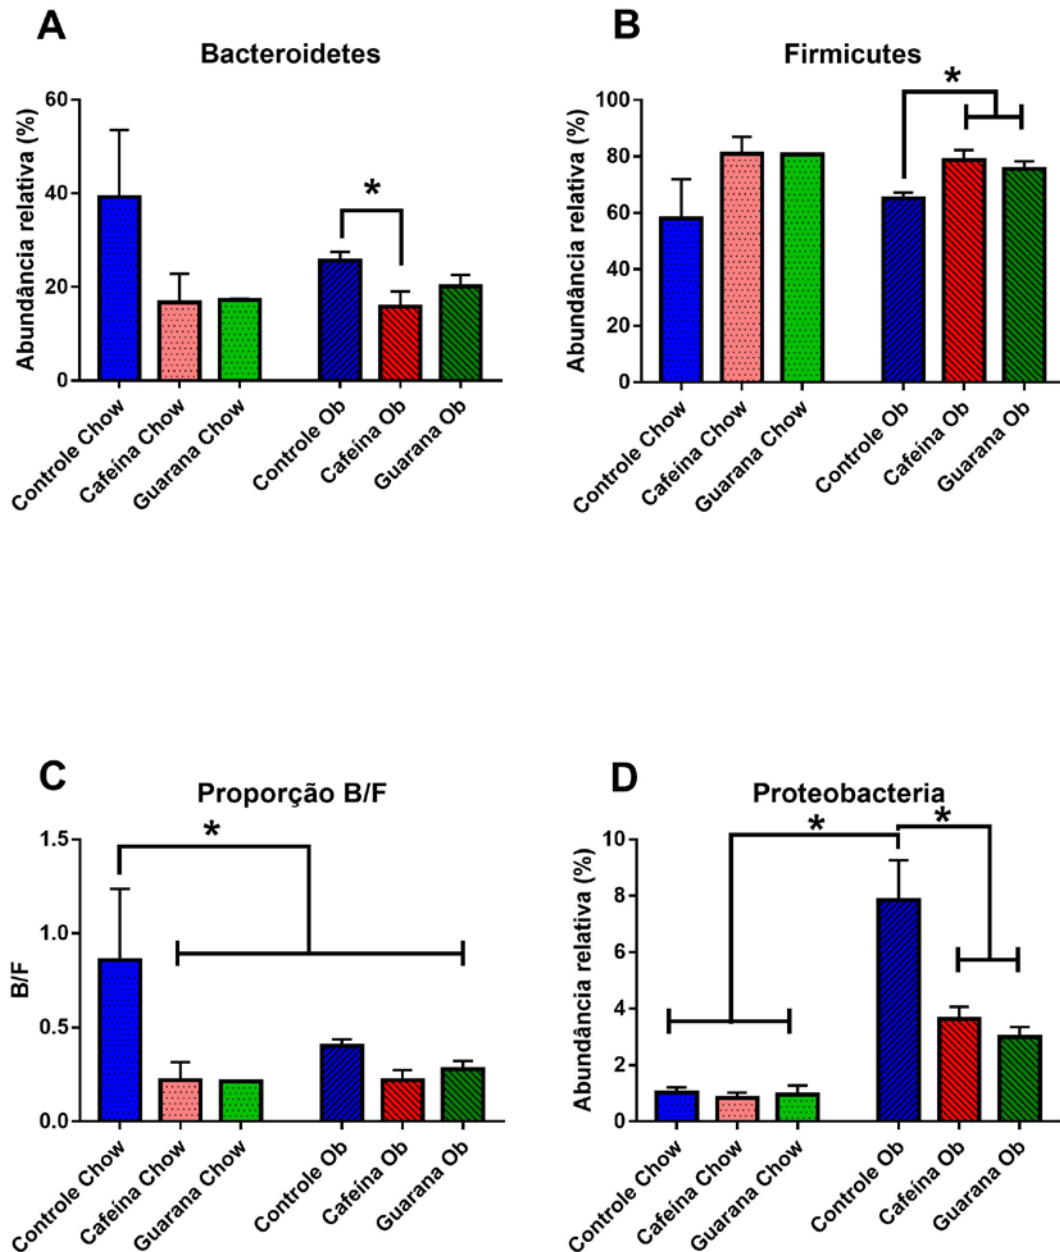 A
Bacteroidetes
Abundância relativa (%)
60
40
20
0
*
Controle Chow
Cafeína Chow
Guarana Chow
Controle Ob
Cafeína Ob
Guarana Ob
B
Firmicutes
Abundância relativa (%)
100
80
60
40
20
0
*
Controle Chow
Cafeína Chow
Guarana Chow
Controle Ob
Cafeína Ob
Guarana Ob
C
Proporção B/F
B/F
1.5
1.0
0.5
0.0
*
Controle Chow
Cafeína Chow
Guarana Chow
Controle Ob
Cafeína Ob
Guarana Ob
D
Proteobacteria
Abundância relativa (%)
10
8
6
4
2
0
*
*
Controle Chow
Cafeína Chow
Guarana Chow
Controle Ob
Cafeína Ob
Guarana Ob